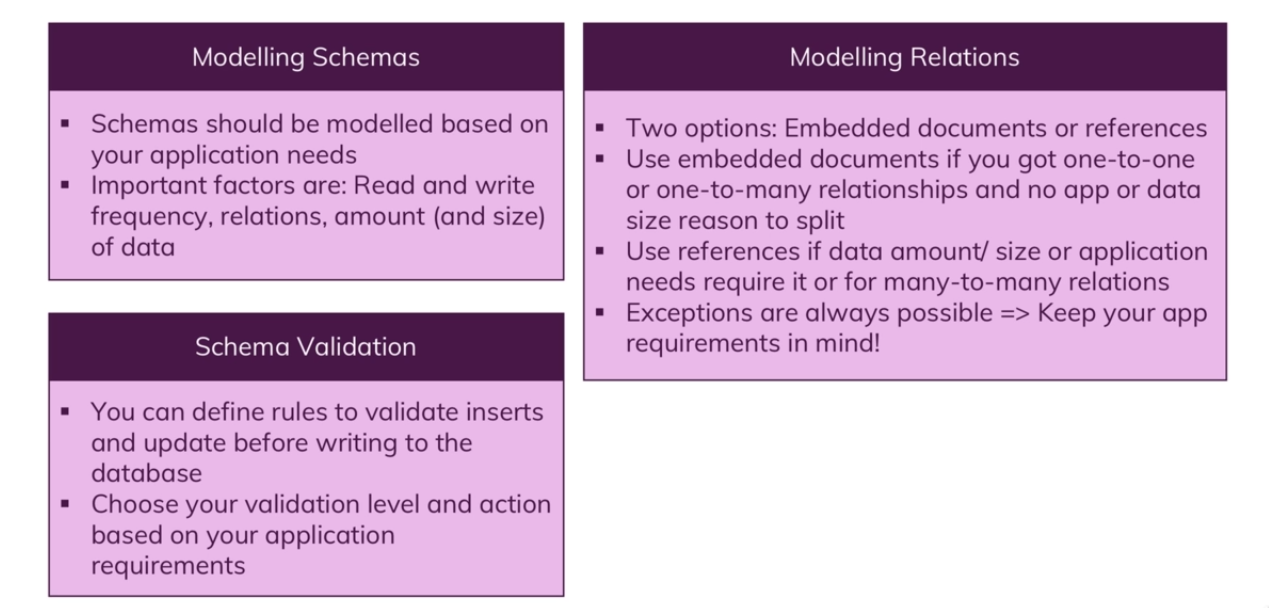 Modelling Schemas
▪ Schemas should be modelled based on
your application needs
▪ Important factors are: Read and write
frequency, relations, amount (and size)
of data
Schema Validation
▪ You can define rules to validate inserts
and update before writing to the
database
▪ Choose your validation level and action
based on your application
requirements
Modelling Relations
▪ Two options: Embedded documents or references
▪ Use embedded documents if you got one-to-one
or one-to-many relationships and no app or data
size reason to split
▪ Use references if data amount/ size or application
needs require it or for many-to-many relations
▪ Exceptions are always possible => Keep your app
requirements in mind!